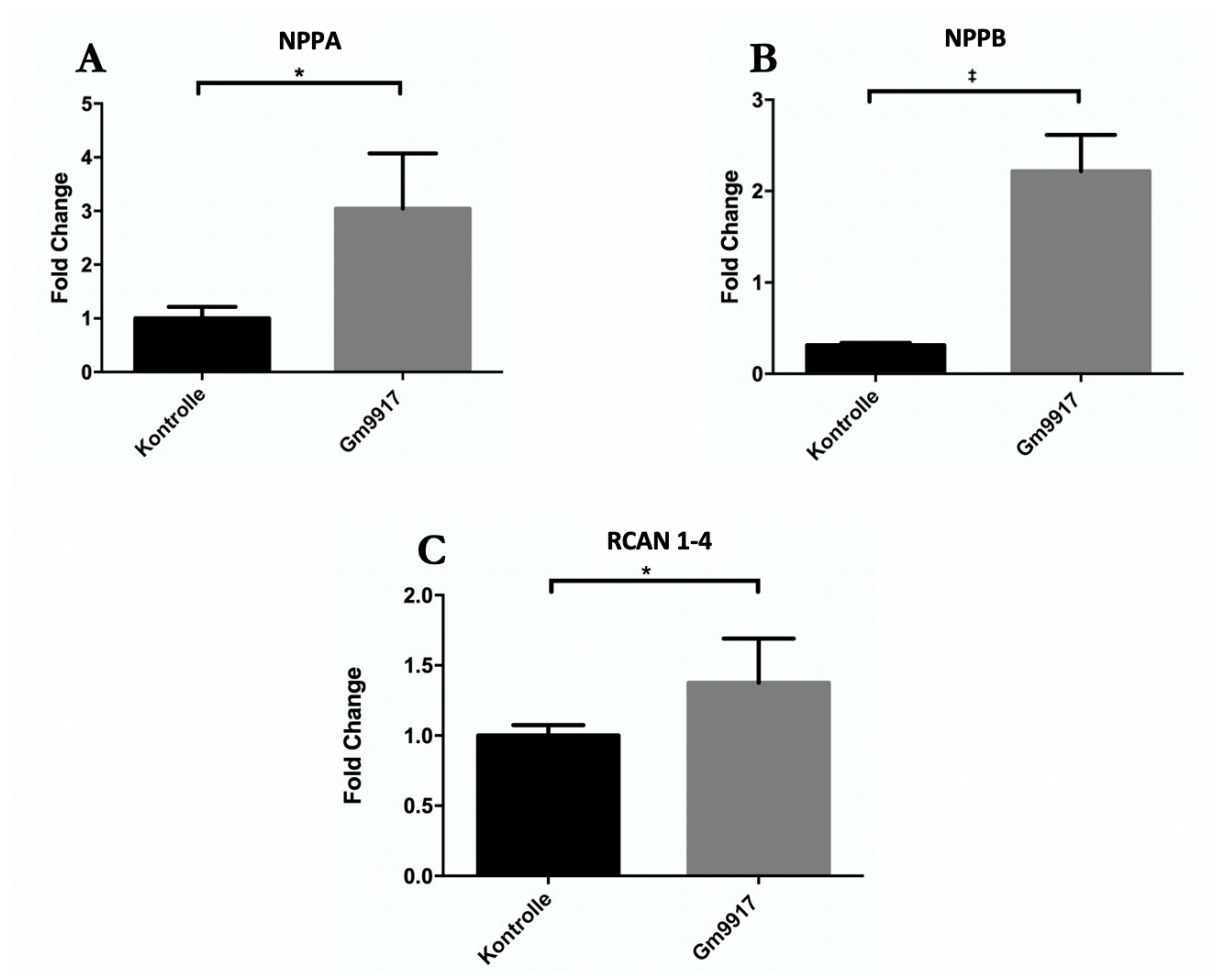 A
NPPA
*
5
4
3
2
1
0
Fold Change
Kontrolle
Gm9917
B
NPPB
‡
3
2
1
0
Fold Change
Kontrolle
Gm9917
C
RCAN 1-4
*
2.0
1.5
1.0
0.5
0.0
Fold Change
Kontrolle
Gm9917